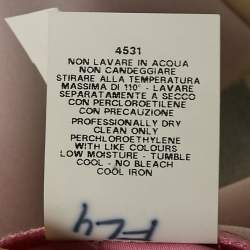 4531
NON LAVARE IN ACQUA
NON CANDEGGIARE
STIRARE ALLA TEMPERATURA
MASSIMA DI 110° - LAVARE
SEPARATAMENTE A SECCO
CON PERCLOROETILENE
CON PRECAUZIONE
PROFESSIONALLY DRY
CLEAN ONLY
PERCHLOROETHYLENE
WITH LIKE COLOURS
LOW MOISTURE - TUMBLE
COOL - NO BLEACH
COOL IRON